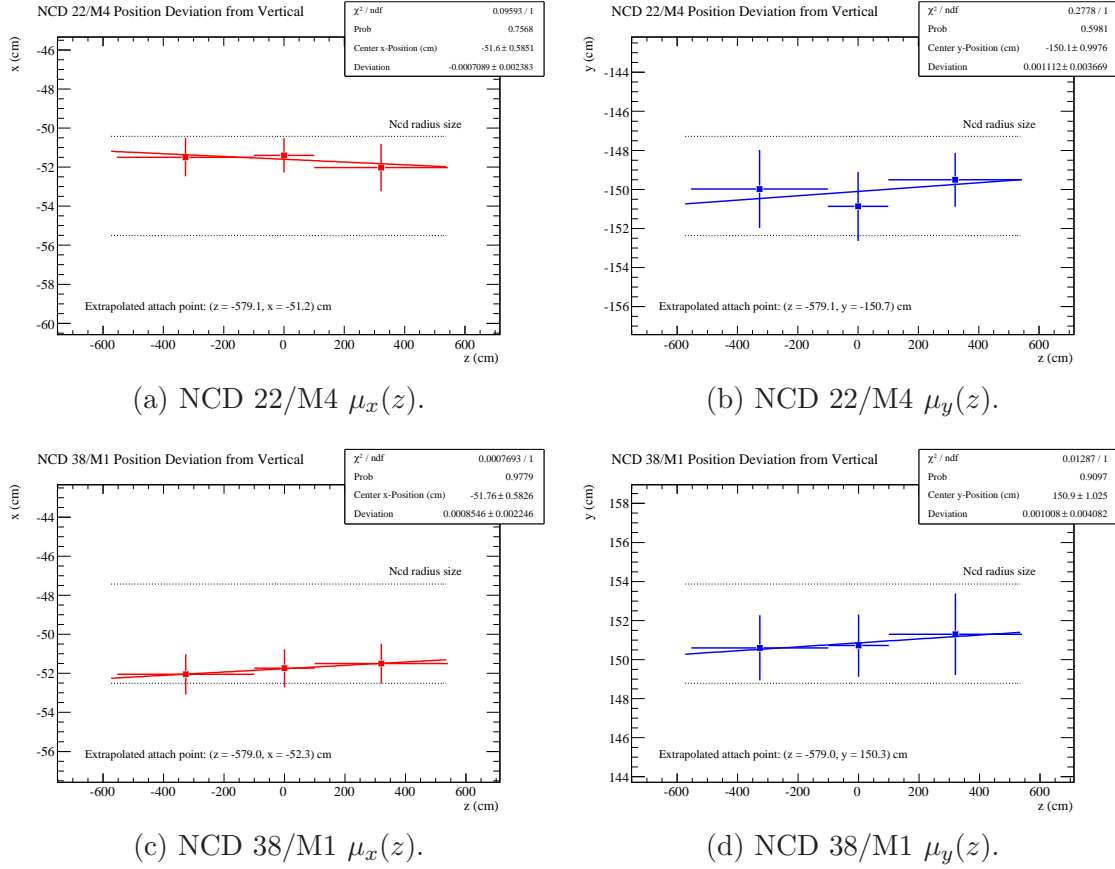 NCD 22/M4 Position Deviation from Vertical
χ² / ndf 0.09593 / 1
Prob 0.7568
Center x-Position (cm) -51.6 ± 0.5851
Deviation -0.0007089 ± 0.002383
x (cm)
-46
-48
-50
-52
-54
-56
-58
-60
Ncd radius size
Extrapolated attach point: (z = -579.1, x = -51.2) cm
-600 -400 -200 0 200 400 600
z (cm)
(a) NCD 22/M4 μx(z).
NCD 22/M4 Position Deviation from Vertical
χ² / ndf 0.2778 / 1
Prob 0.5981
Center y-Position (cm) -150.1 ± 0.9976
Deviation 0.001112 ± 0.003669
y (cm)
-144
-146
-148
-150
-152
-154
-156
Ncd radius size
Extrapolated attach point: (z = -579.1, y = -150.7) cm
-600 -400 -200 0 200 400 600
z (cm)
(b) NCD 22/M4 μy(z).
NCD 38/M1 Position Deviation from Vertical
χ² / ndf 0.0007693 / 1
Prob 0.9779
Center x-Position (cm) -51.76 ± 0.5826
Deviation 0.0008546 ± 0.002246
x (cm)
-44
-46
-48
-50
-52
-54
-56
Ncd radius size
Extrapolated attach point: (z = -579.0, x = -52.3) cm
-600 -400 -200 0 200 400 600
z (cm)
(c) NCD 38/M1 μx(z).
NCD 38/M1 Position Deviation from Vertical
χ² / ndf 0.01287 / 1
Prob 0.9097
Center y-Position (cm) 150.9 ± 1.025
Deviation 0.001008 ± 0.004082
y (cm)
158
156
154
152
150
148
146
144
Ncd radius size
Extrapolated attach point: (z = -579.0, y = 150.3) cm
-600 -400 -200 0 200 400 600
z (cm)
(d) NCD 38/M1 μy(z).